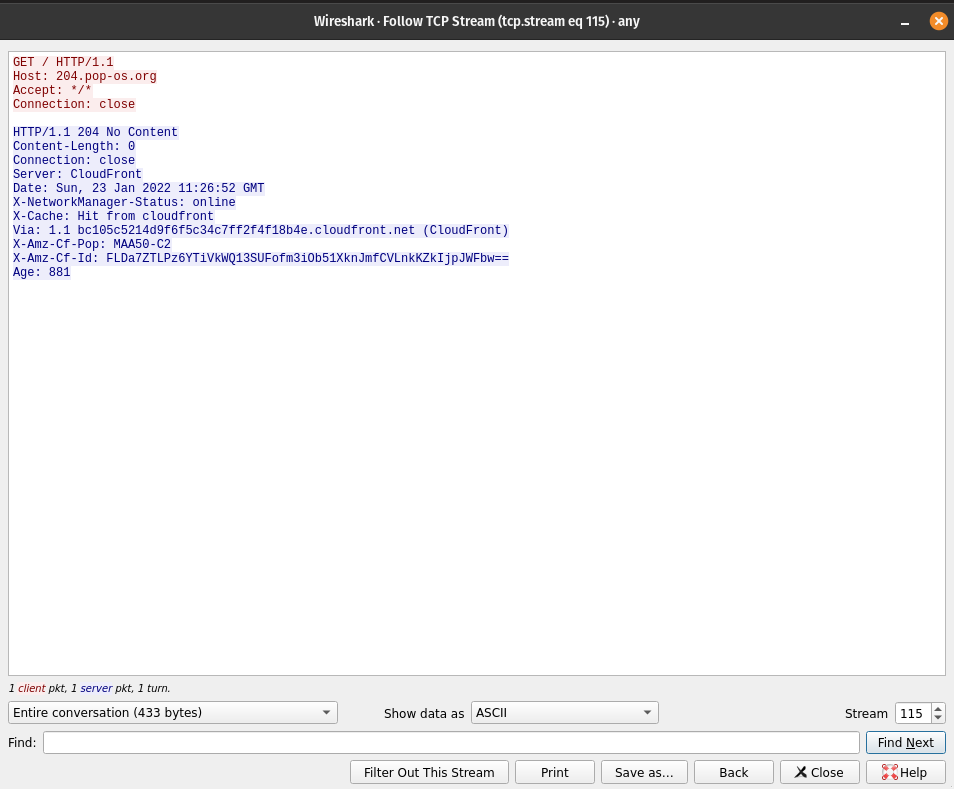 Wireshark · Follow TCP Stream (tcp.stream eq 115) · any
GET / HTTP/1.1
Host: 204.pop-os.org
Accept: */*
Connection: close
HTTP/1.1 204 No Content
Content-Length: 0
Connection: close
Server: CloudFront
Date: Sun, 23 Jan 2022 11:26:52 GMT
X-NetworkManager-Status: online
X-Cache: Hit from cloudfront
Via: 1.1 bc105c5214d9f6f5c34c7ff2f4f18b4e.cloudfront.net (CloudFront)
X-Amz-Cf-Pop: MAA50-C2
X-Amz-Cf-Id: FLDa7ZTLPz6YTiVkWQ13SUFofm3iOb51XknJmfCVLnkKZkIjpJWFbw==
Age: 881
1 client pkt, 1 server pkt, 1 turn.
Entire conversation (433 bytes) Show data as ASCII Stream 115
Find: Find Next
Filter Out This Stream Print Save as… Back Close Help